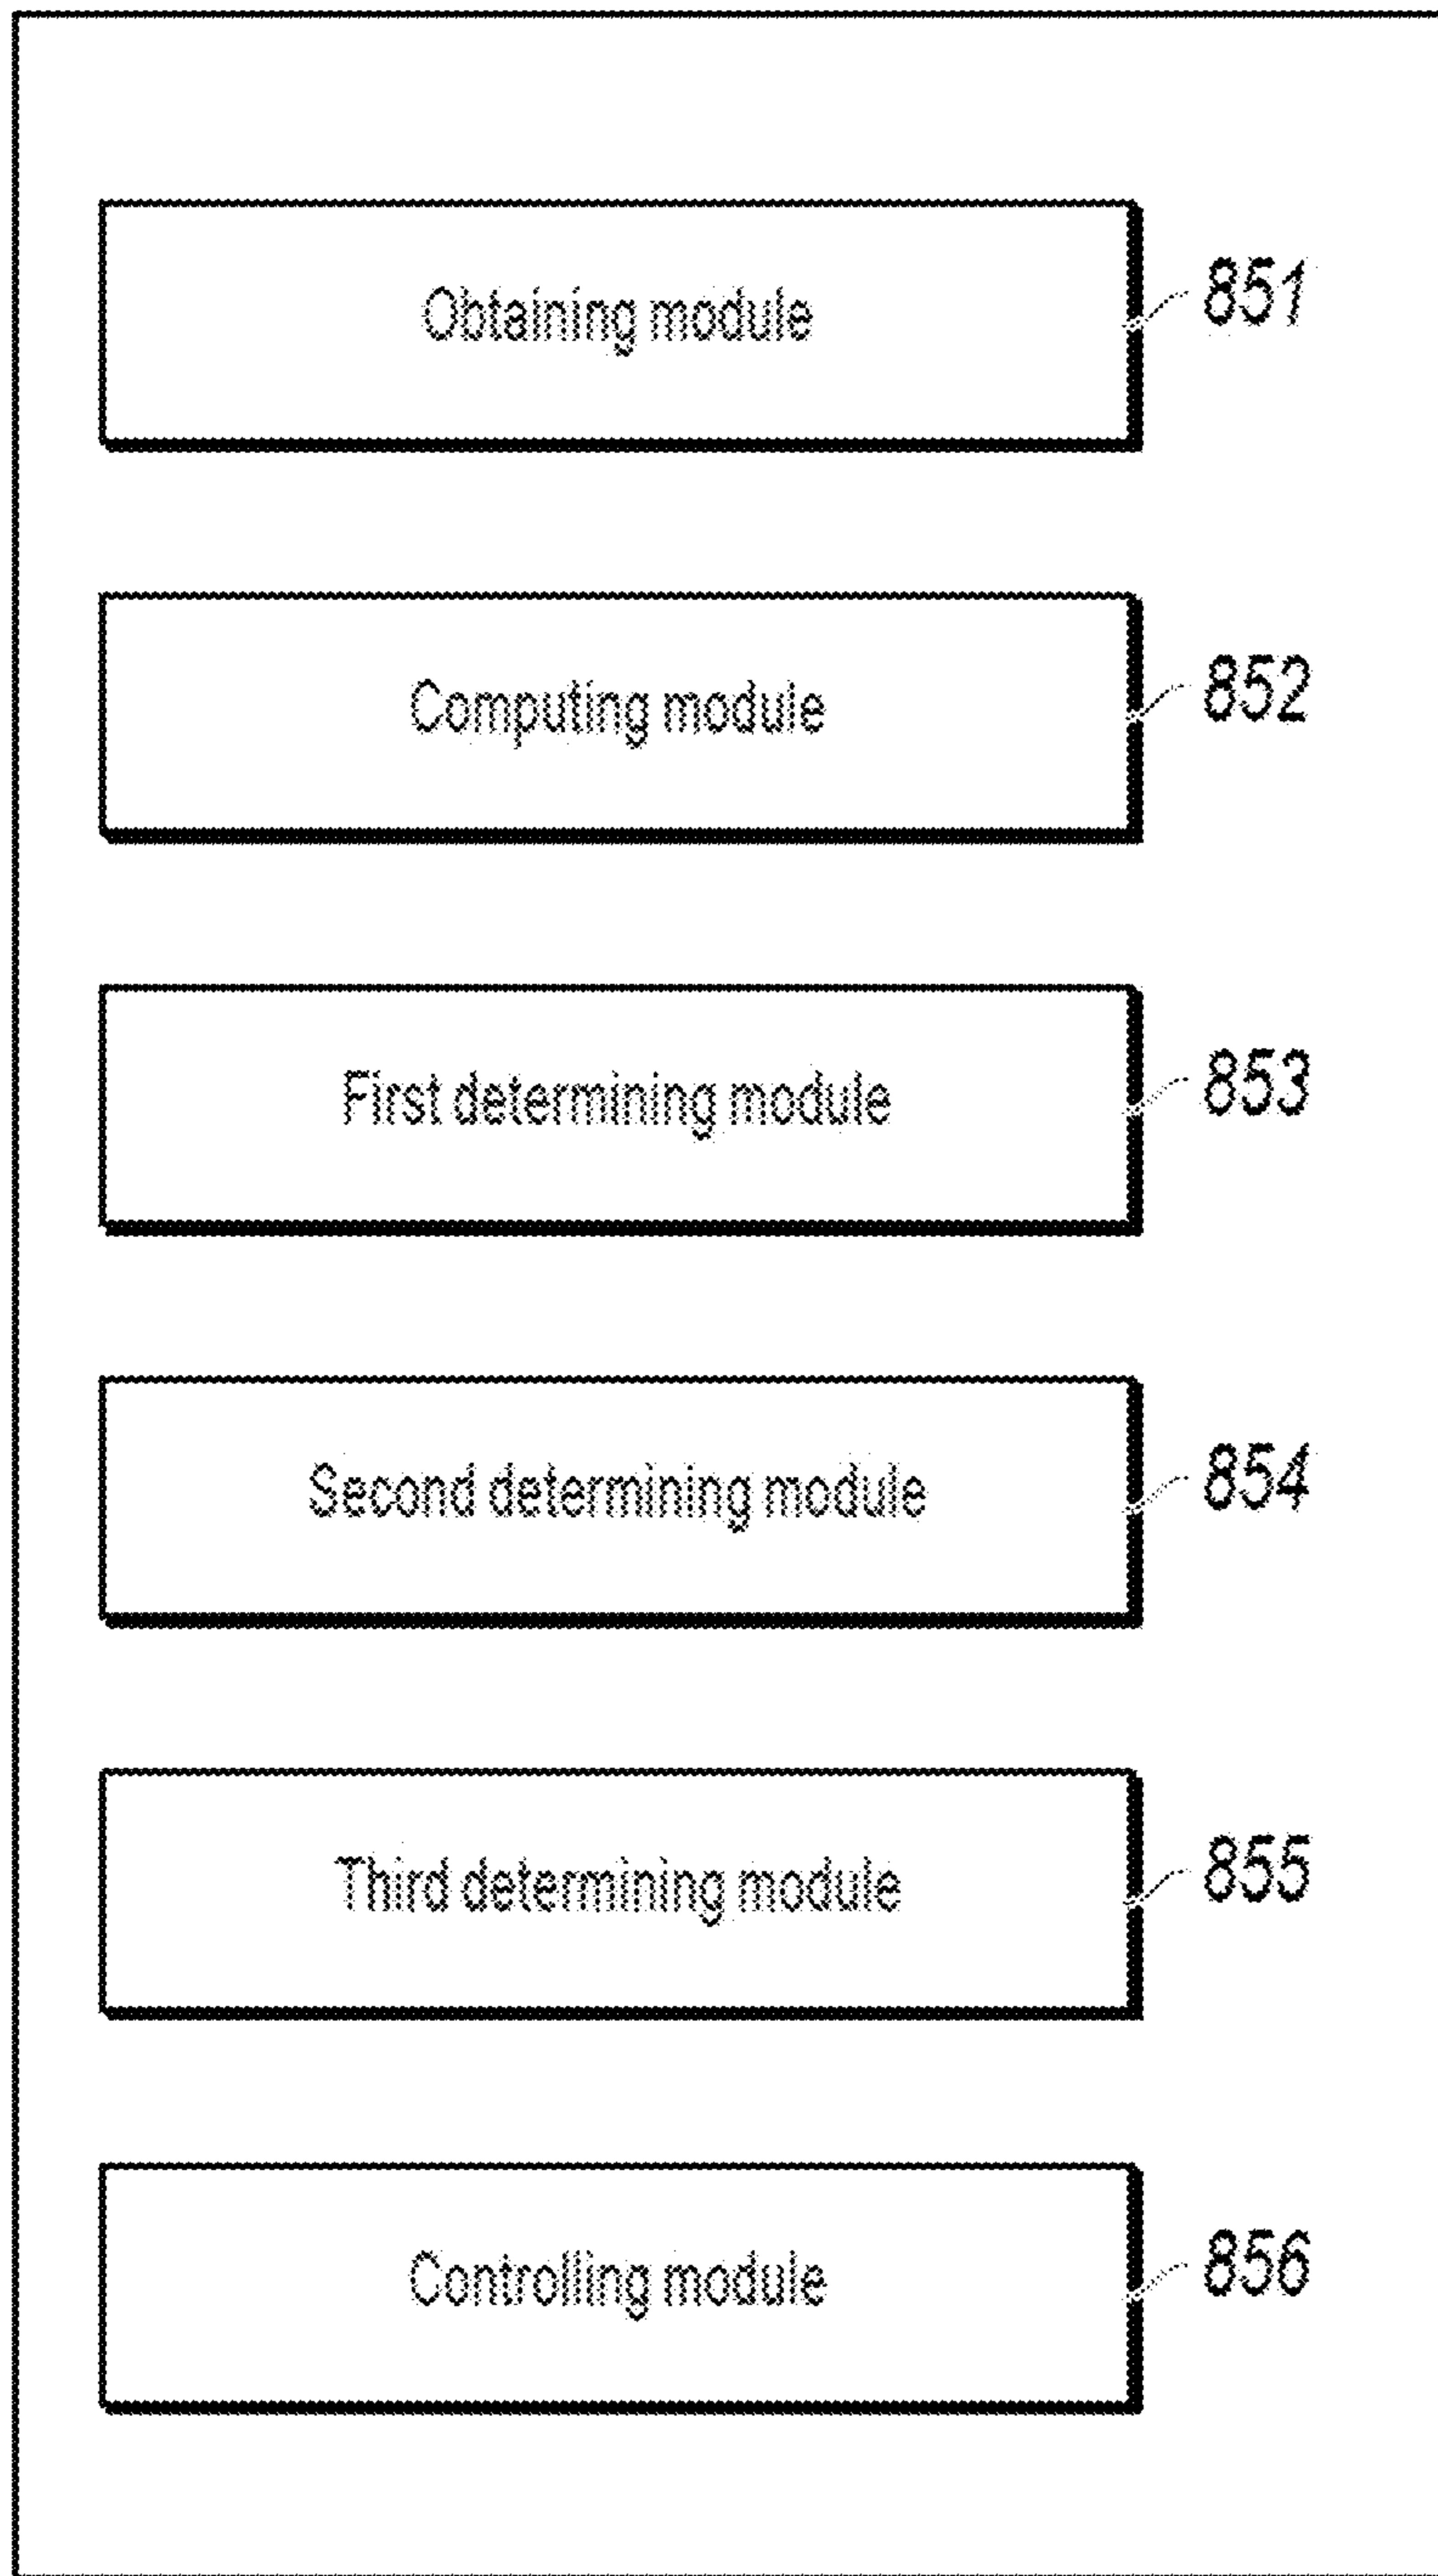 Obtaining module 851
Computing module 852
First determining module 853
Second determining module 854
Third determining module 855
Controlling module 856